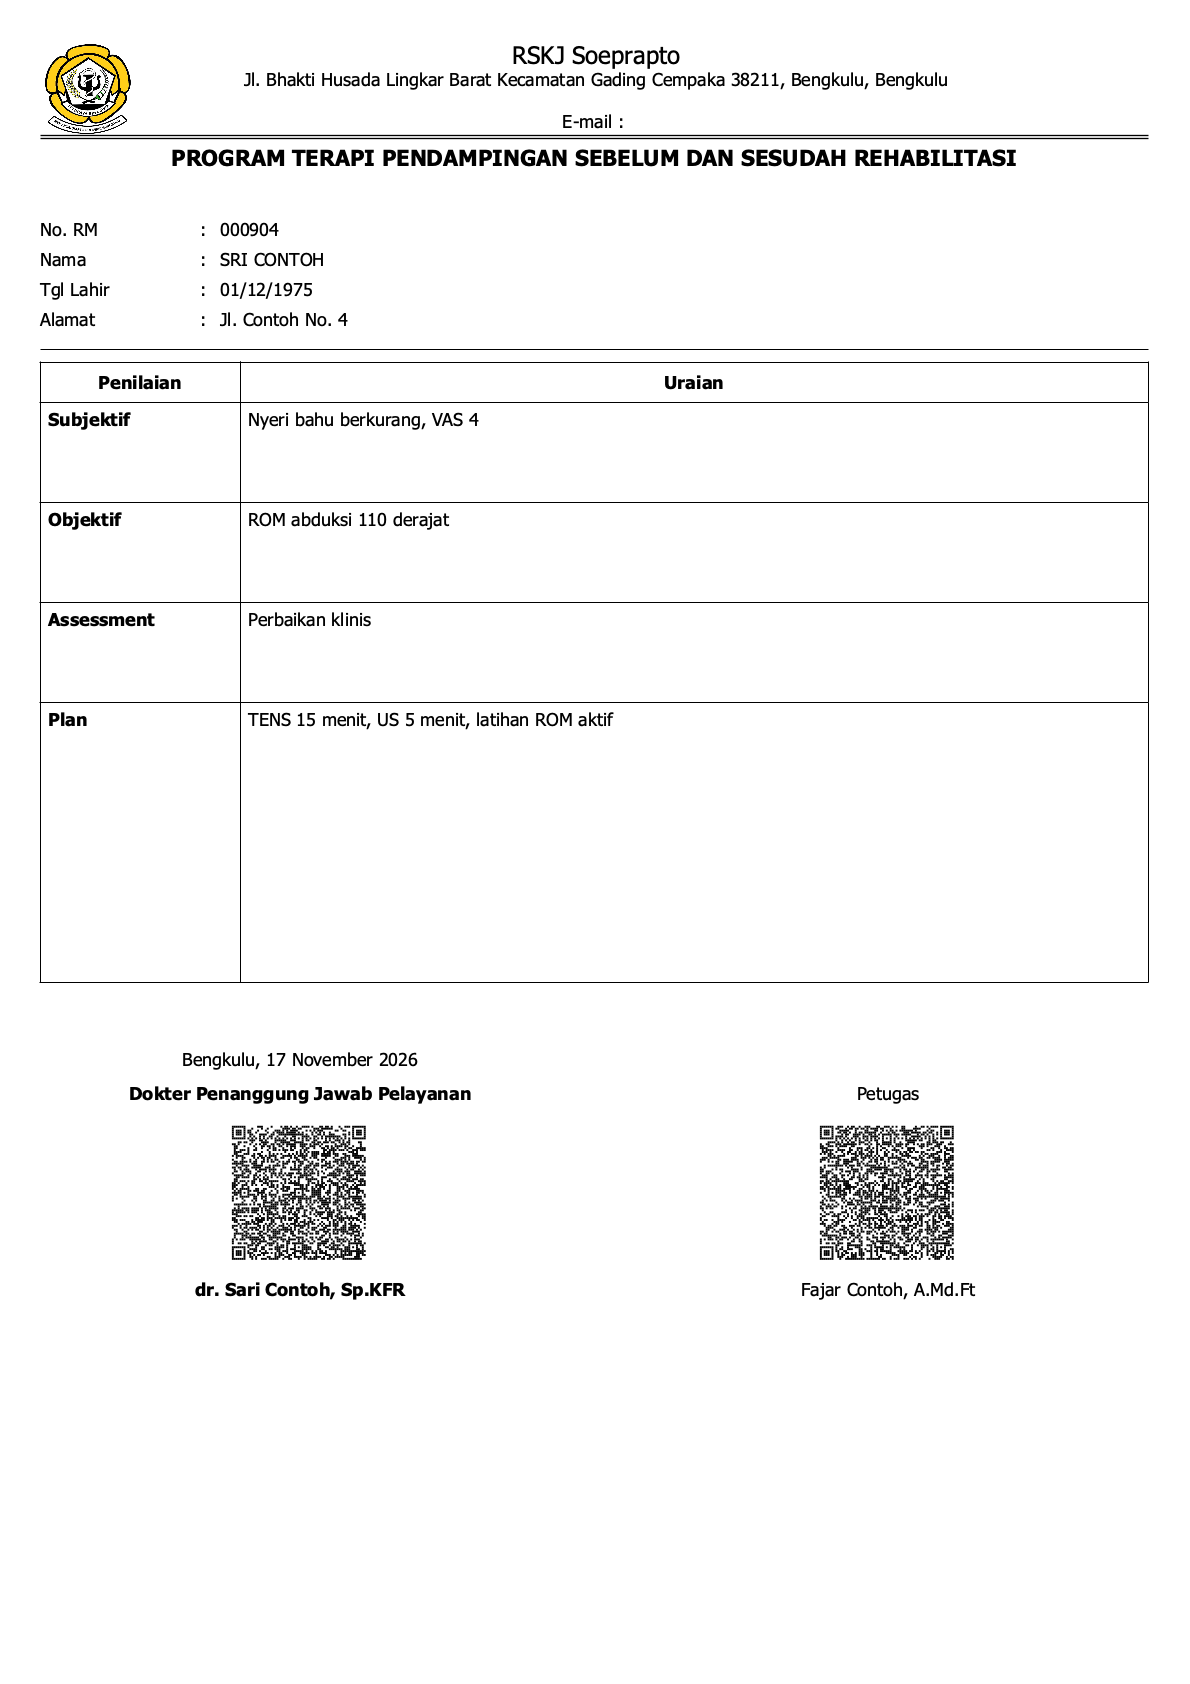 RSKJ Soeprapto
Jl. Bhakti Husada Lingkar Barat Kecamatan Gading Cempaka 38211, Bengkulu, Bengkulu
E-mail :
PROGRAM TERAPI PENDAMPINGAN SEBELUM DAN SESUDAH REHABILITASI
No. RM : 000904
Nama : SRI CONTOH
Tgl Lahir : 01/12/1975
Alamat : Jl. Contoh No. 4
Penilaian Uraian
Subjektif Nyeri bahu berkurang, VAS 4
Objektif ROM abduksi 110 derajat
Assessment Perbaikan klinis
Plan TENS 15 menit, US 5 menit, latihan ROM aktif
Bengkulu, 17 November 2026
Dokter Penanggung Jawab Pelayanan Petugas
dr. Sari Contoh, Sp.KFR Fajar Contoh, A.Md.Ft